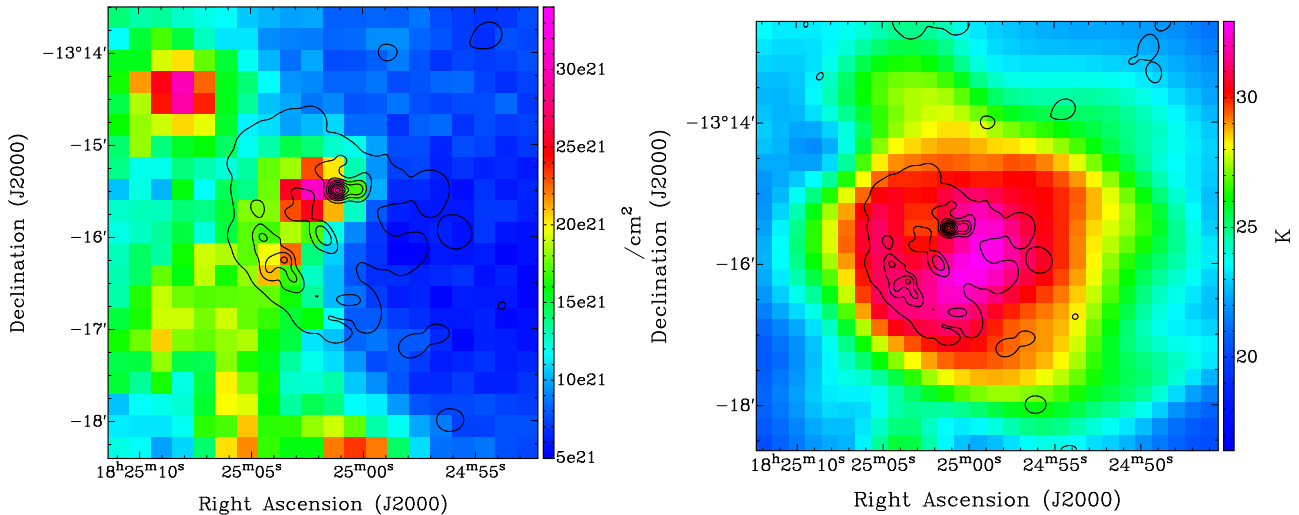 −13°14′
−15′
−16′
−17′
−18′
Declination (J2000)
18ʰ25ᵐ10ˢ
25ᵐ05ˢ
25ᵐ00ˢ
24ᵐ55ˢ
Right Ascension (J2000)
30e21
25e21
20e21
15e21
10e21
5e21
/cm²
−13°14′
−16′
−18′
Declination (J2000)
18ʰ25ᵐ10ˢ
25ᵐ05ˢ
25ᵐ00ˢ
24ᵐ55ˢ
24ᵐ50ˢ
Right Ascension (J2000)
30
25
20
K